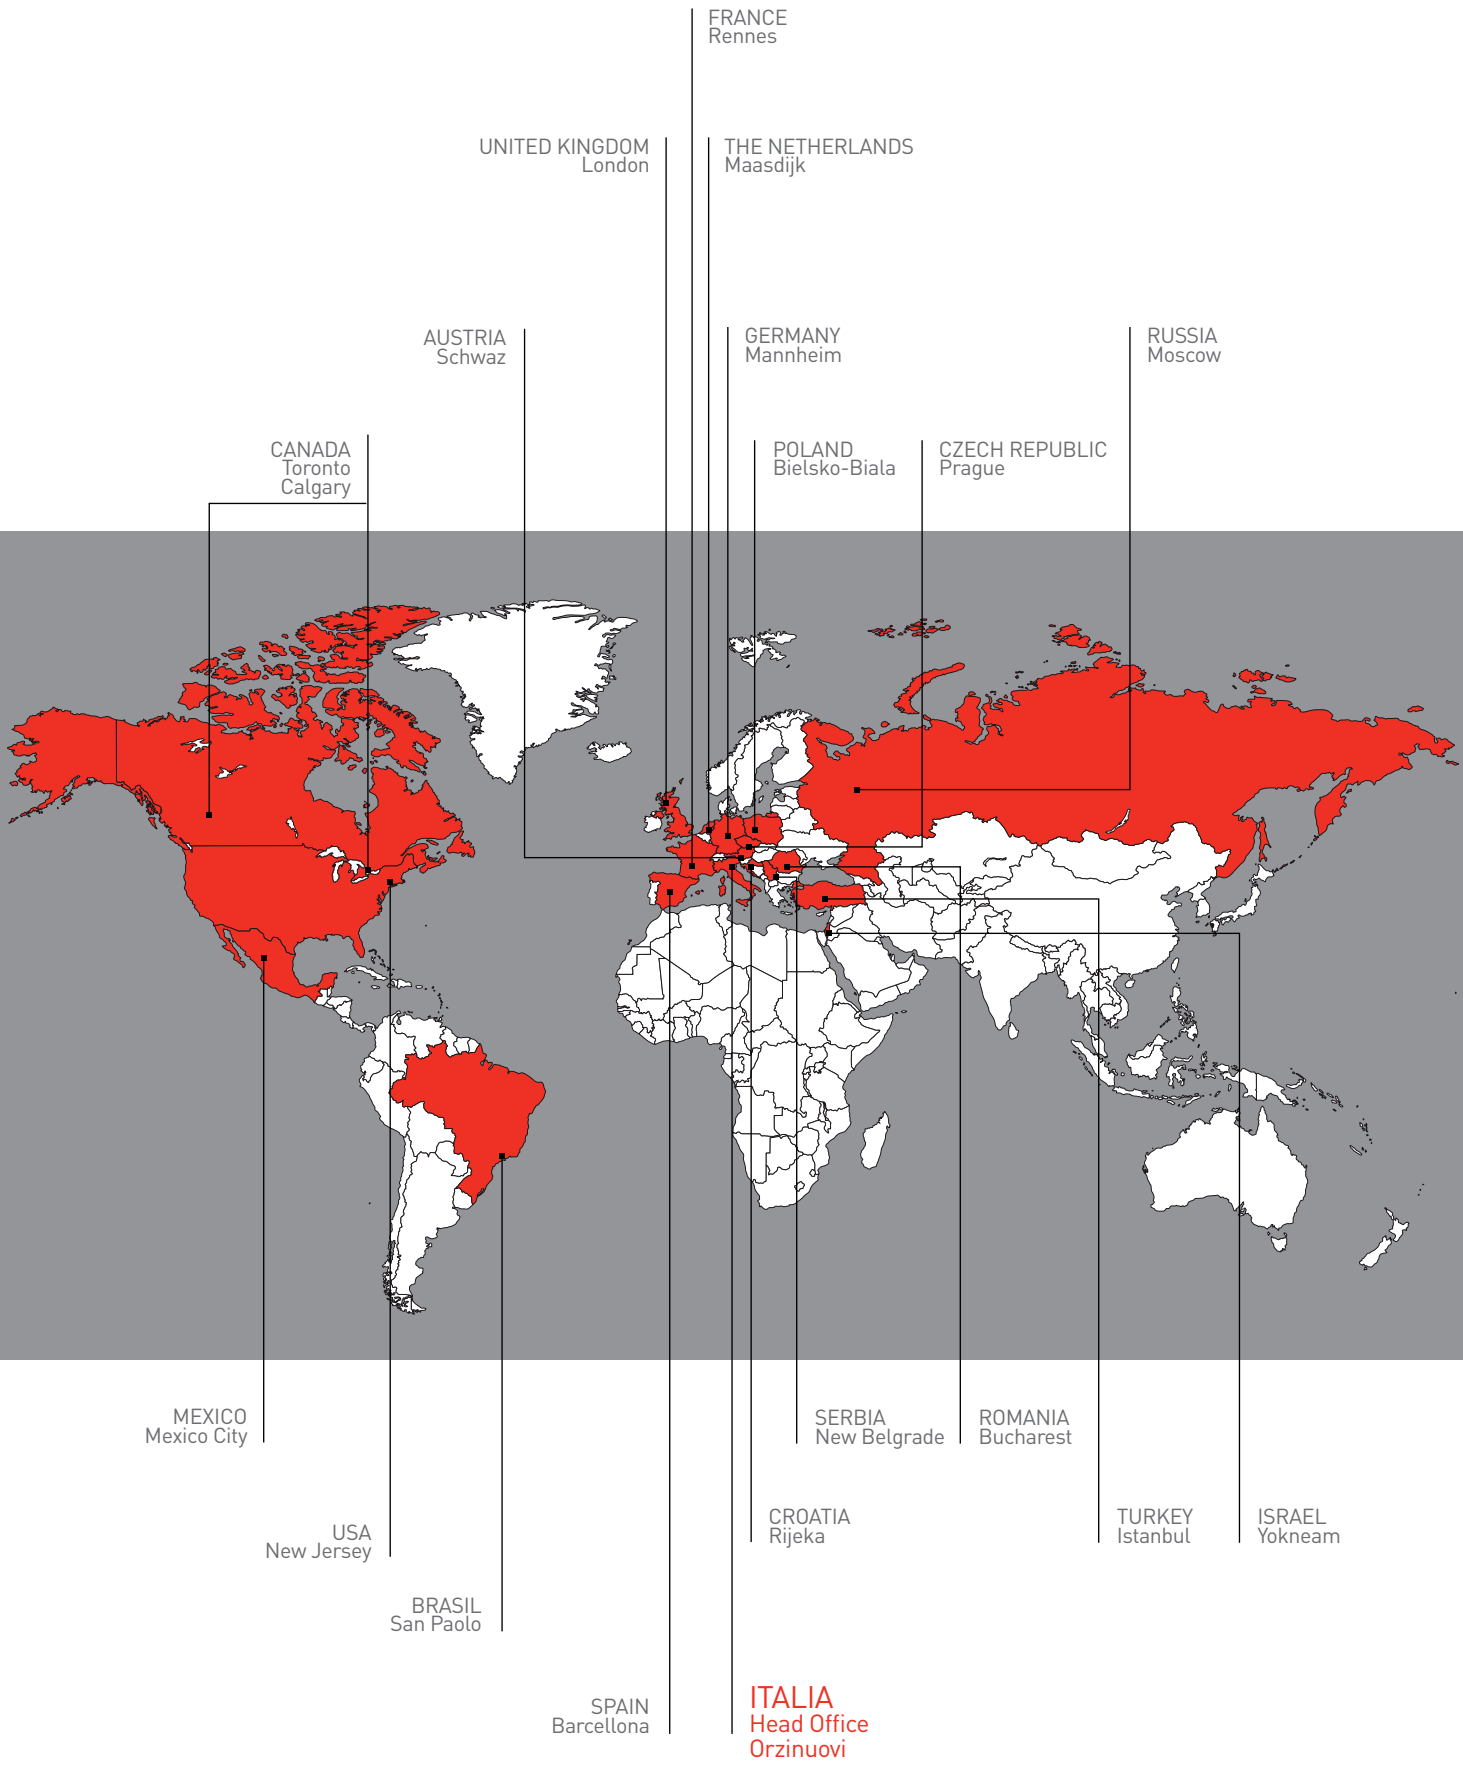 FRANCE
Rennes
UNITED KINGDOM
London
THE NETHERLANDS
Maasdijk
AUSTRIA
Schwaz
GERMANY
Mannheim
RUSSIA
Moscow
CANADA
Toronto
Calgary
POLAND
Bielsko-Biala
CZECH REPUBLIC
Prague
MEXICO
Mexico City
SERBIA
New Belgrade
ROMANIA
Bucharest
USA
New Jersey
CROATIA
Rijeka
TURKEY
Istanbul
ISRAEL
Yokneam
BRASIL
San Paolo
SPAIN
Barcellona
ITALIA
Head Office
Orzinuovi